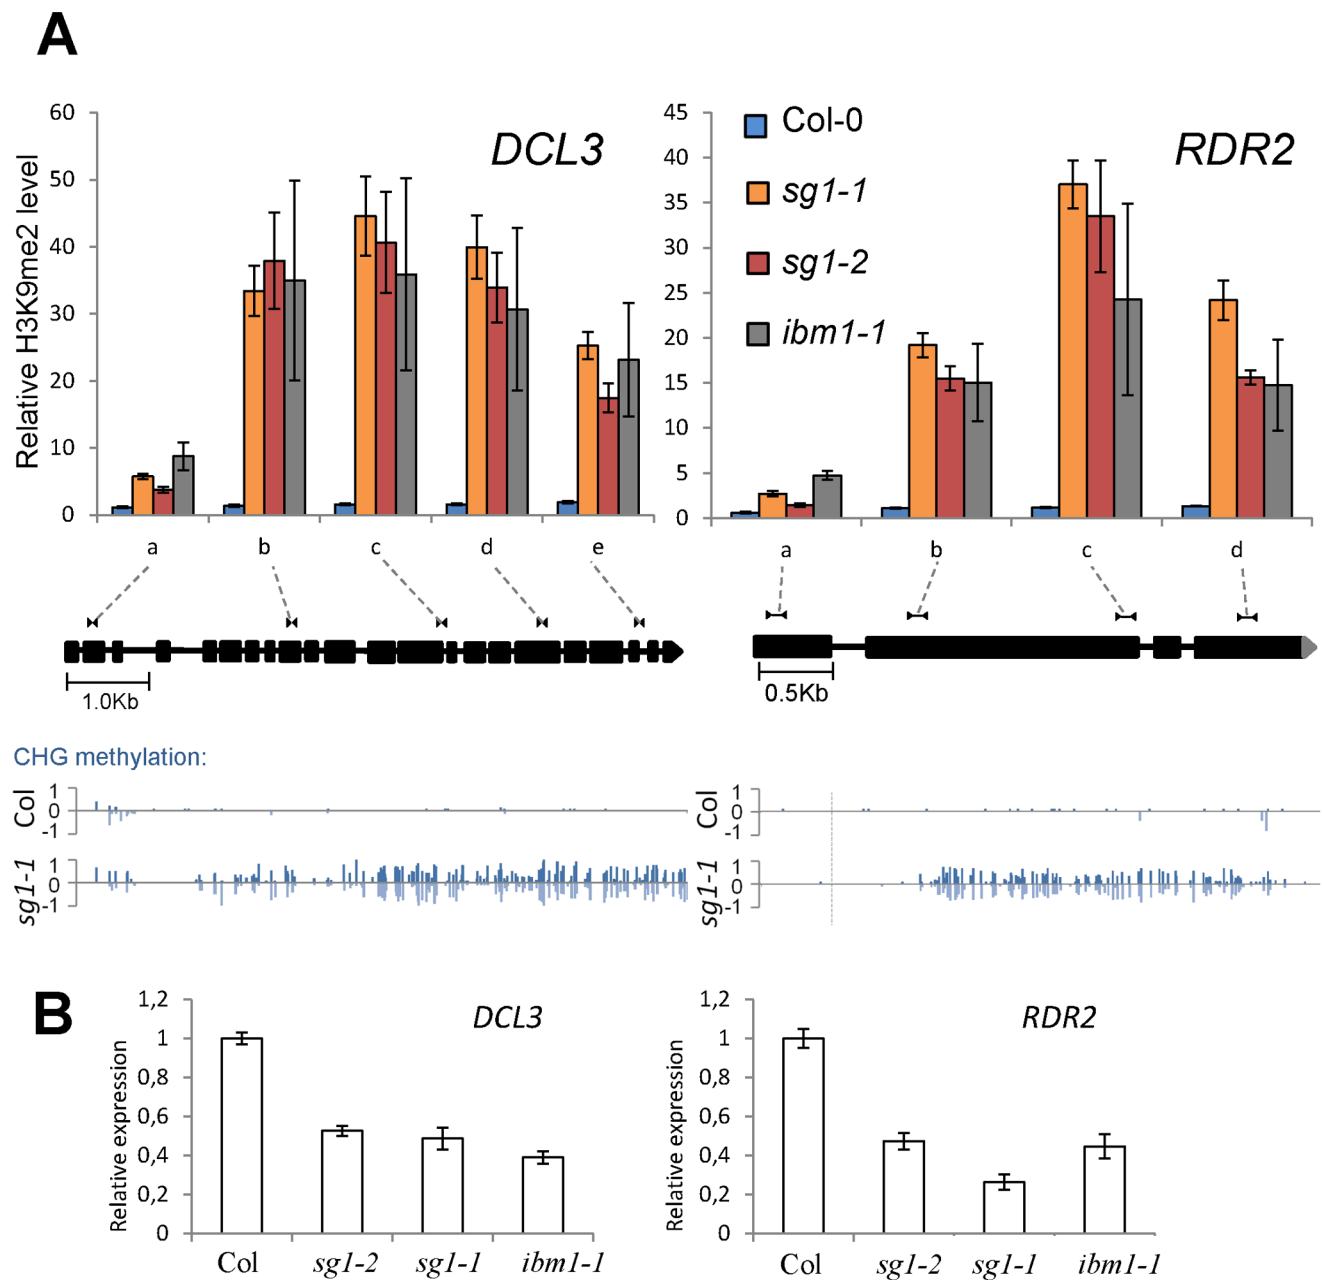 A
Relative H3K9me2 level
60
50
40
30
20
10
0
DCL3
a b c d e
1.0Kb
45
40
35
30
25
20
15
10
5
0
Col-0
sg1-1
sg1-2
ibm1-1
RDR2
a b c d
0.5Kb
CHG methylation:
Col
1
0
-1
sg1-1
1
0
-1
Col
1
0
-1
sg1-1
1
0
-1
B
Relative expression
1,2
1
0,8
0,6
0,4
0,2
0
DCL3
Col sg1-2 sg1-1 ibm1-1
Relative expression
1,2
1
0,8
0,6
0,4
0,2
0
RDR2
Col sg1-2 sg1-1 ibm1-1